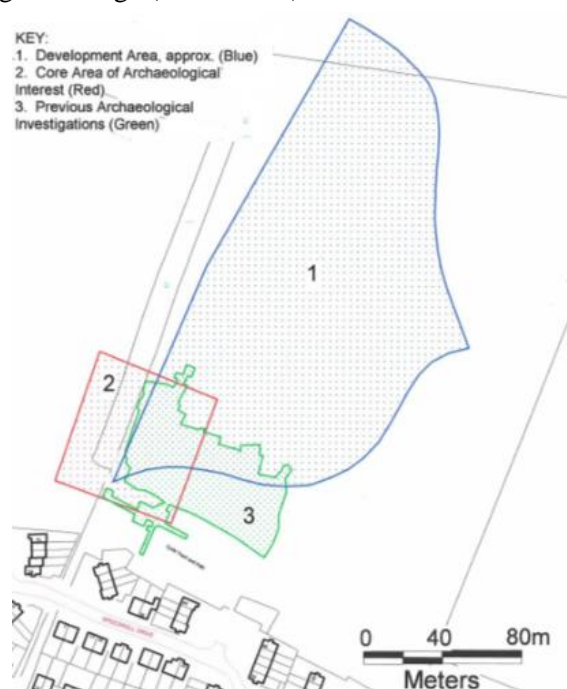 KEY:
1. Development Area, approx. (Blue)
2. Core Area of Archaeological
Interest (Red)
3. Previous Archaeological
Investigations (Green)
1
2
3
0 40 80m
Meters